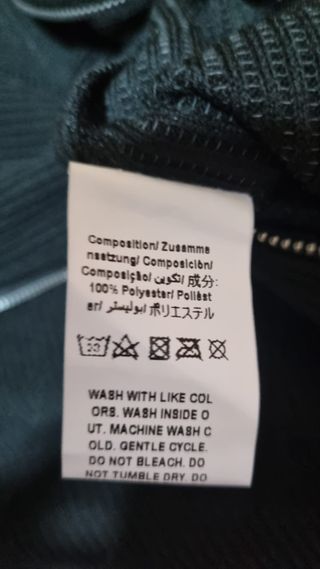 Composition/ Zusamme
nsetzung/ Composición/
Composição/ تكوين/ 成分:
100% Polyester/ Poliést
er/ بوليستر/ ポリエステル
30
WASH WITH LIKE COL
ORS. WASH INSIDE O
UT. MACHINE WASH C
OLD. GENTLE CYCLE.
DO NOT BLEACH. DO
NOT TUMBLE DRY. DO